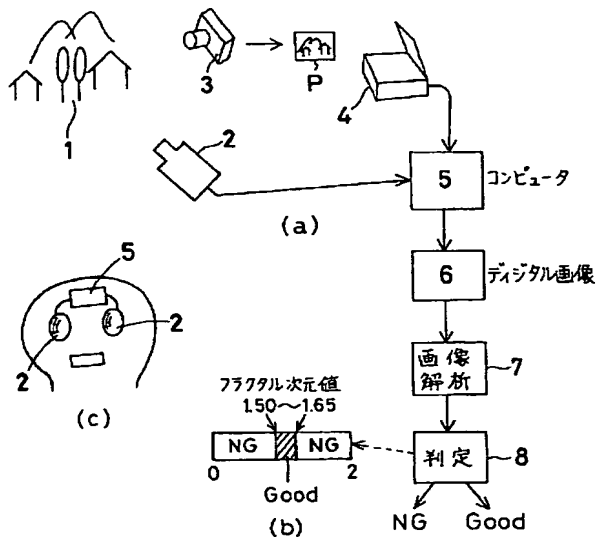 1
3
P
4
2
(a)
5
コンピュータ
6
ディジタル画像
5
2
2
(c)
画像
解析
7
フラクタル次元値
1.50〜1.65
NG
NG
0
2
Good
(b)
判定
8
NG
Good